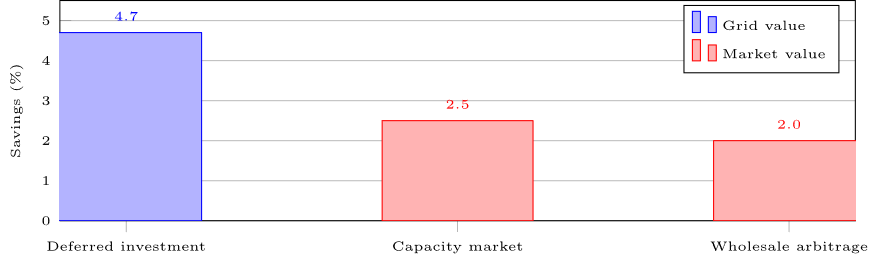 4.7
2.5
2.0
Grid value
Market value
Savings (%)
5
4
3
2
1
0
Deferred investment
Capacity market
Wholesale arbitrage